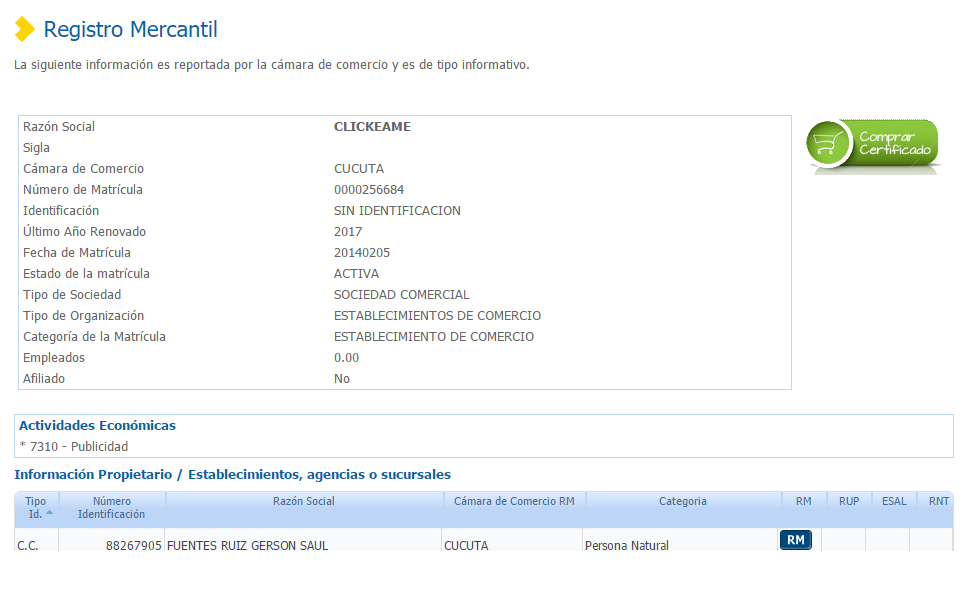 Registro Mercantil
La siguiente información es reportada por la cámara de comercio y es de tipo informativo.
Razón Social CLICKEAME
Sigla
Cámara de Comercio CUCUTA
Número de Matrícula 0000256684
Identificación SIN IDENTIFICACION
Último Año Renovado 2017
Fecha de Matrícula 20140205
Estado de la matrícula ACTIVA
Tipo de Sociedad SOCIEDAD COMERCIAL
Tipo de Organización ESTABLECIMIENTOS DE COMERCIO
Categoría de la Matrícula ESTABLECIMIENTO DE COMERCIO
Empleados 0.00
Afiliado No
Comprar
Certificado
Actividades Económicas
* 7310 - Publicidad
Información Propietario / Establecimientos, agencias o sucursales
Tipo Id. Número Identificación Razón Social Cámara de Comercio RM Categoria RM RUP ESAL RNT
C.C. 88267905 FUENTES RUIZ GERSON SAUL CUCUTA Persona Natural RM